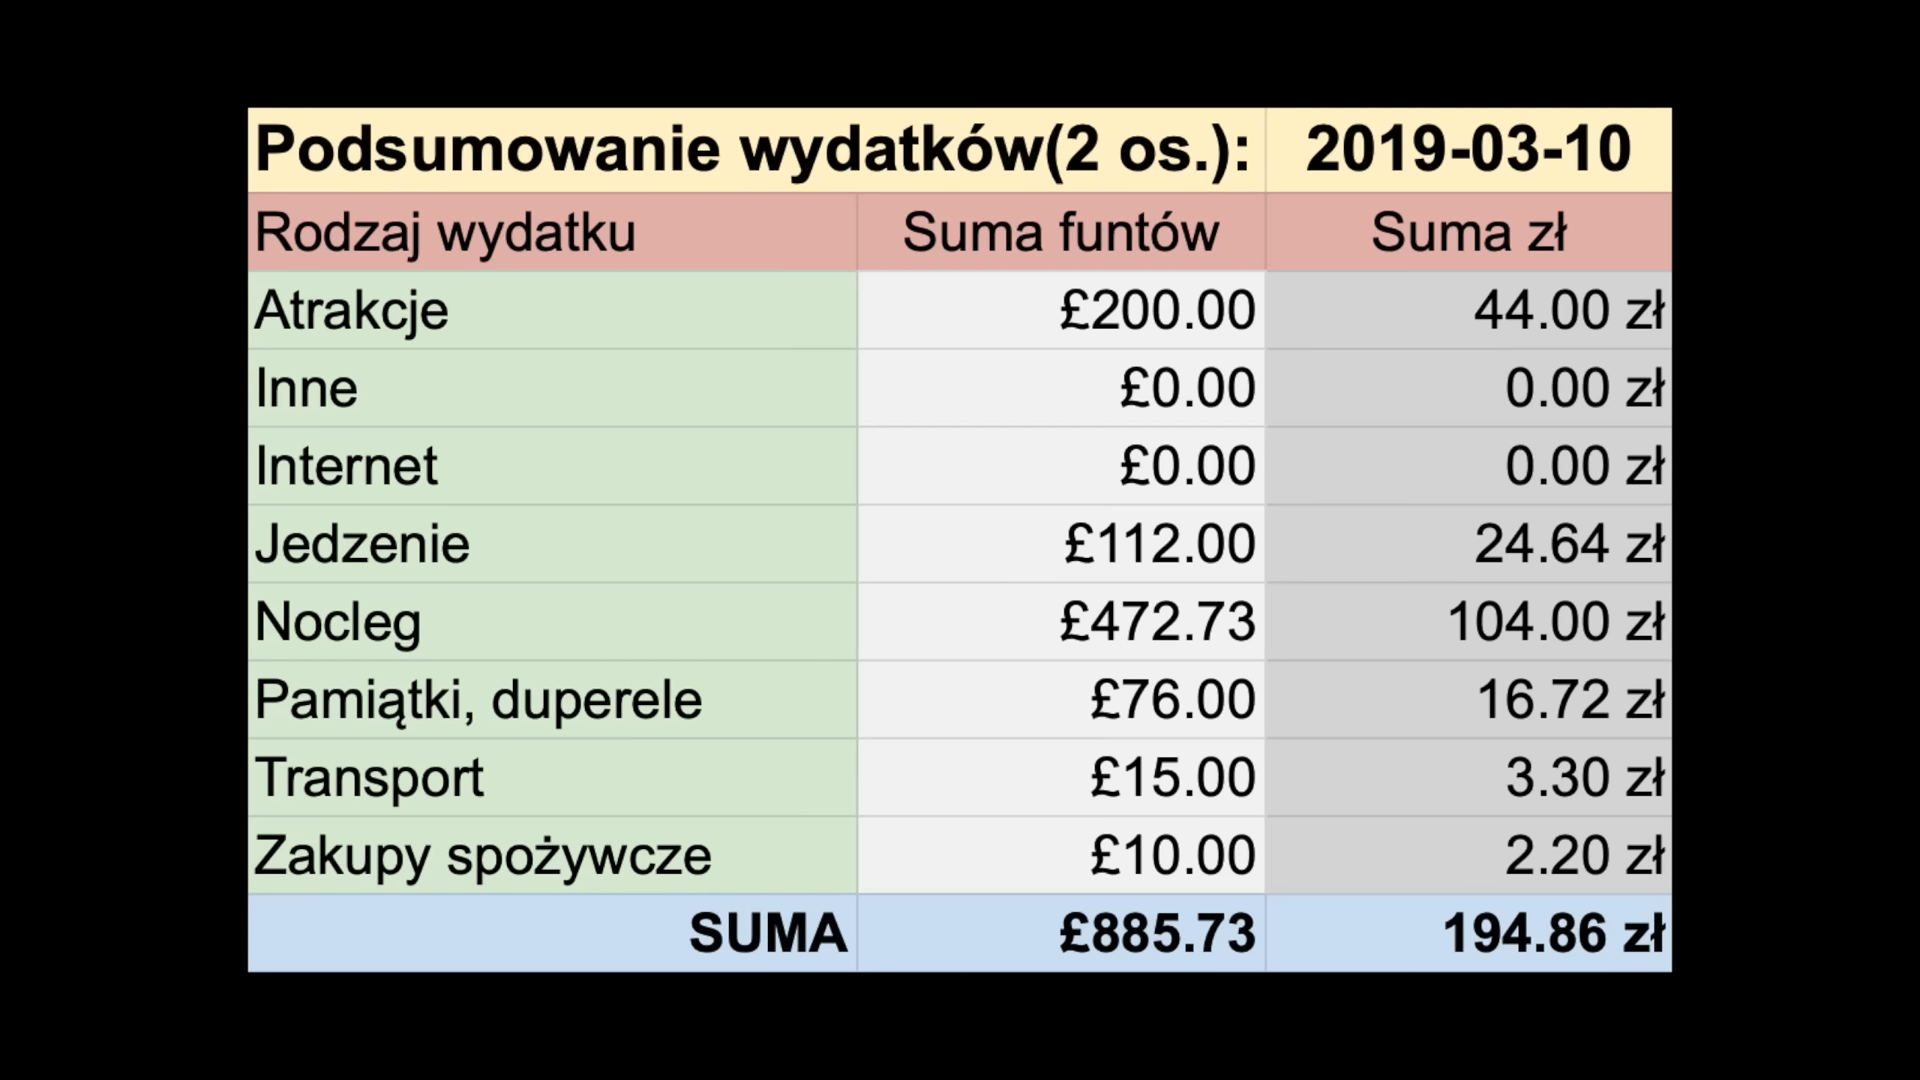 Podsumowanie wydatków(2 os.): 2019-03-10
Rodzaj wydatku Suma funtów Suma zł
Atrakcje £200.00 44.00 zł
Inne £0.00 0.00 zł
Internet £0.00 0.00 zł
Jedzenie £112.00 24.64 zł
Nocleg £472.73 104.00 zł
Pamiątki, duperele £76.00 16.72 zł
Transport £15.00 3.30 zł
Zakupy spożywcze £10.00 2.20 zł
SUMA £885.73 194.86 zł